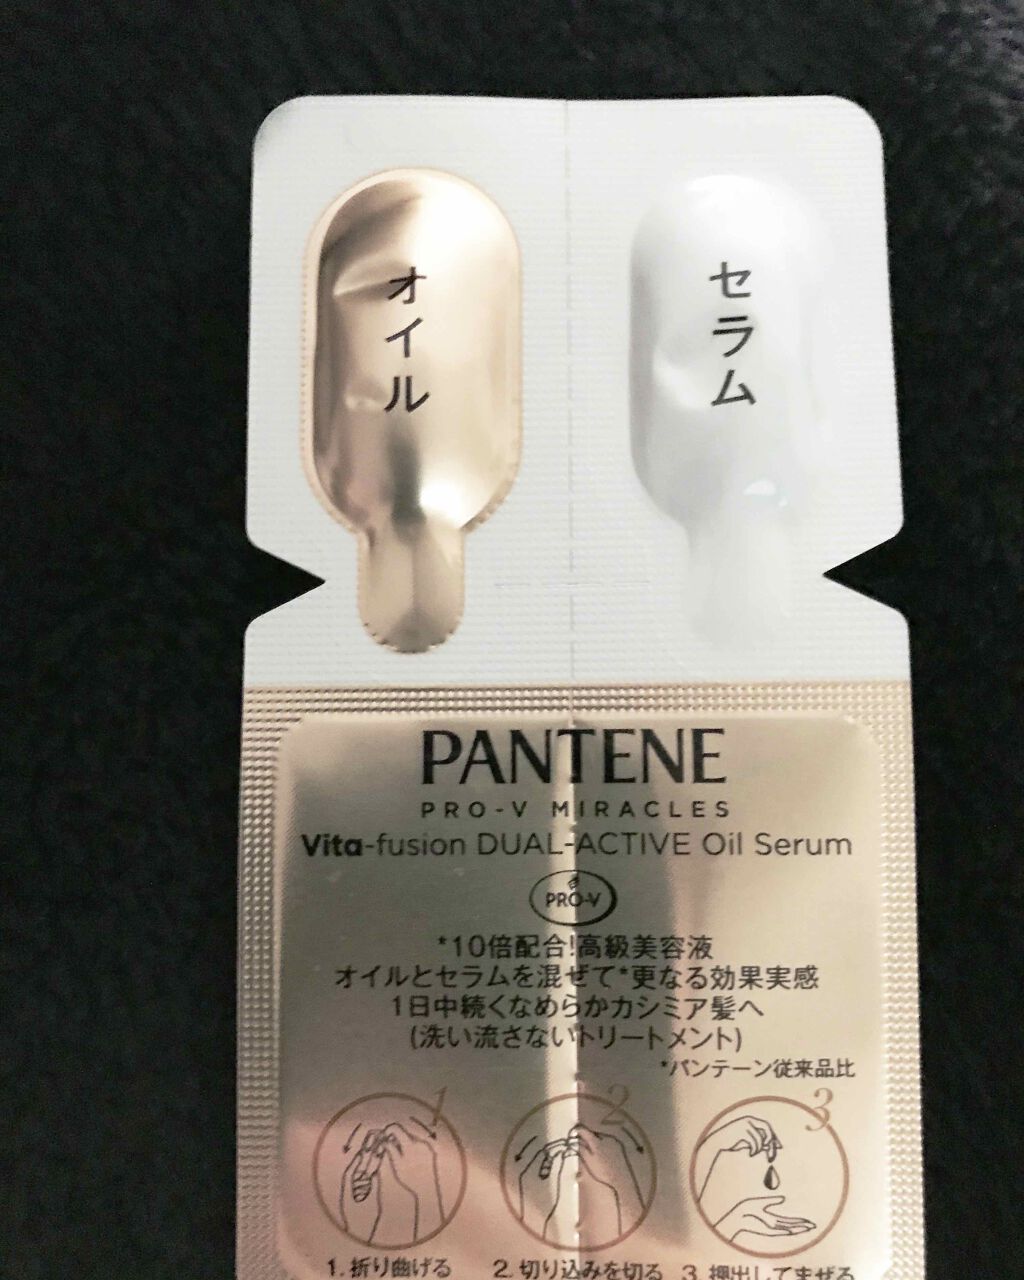 オイル
セラム
PANTENE
PRO-V MIRACLES
Vita-fusion DUAL-ACTIVE Oil Serum
PRO-V
*10倍配合!高級美容液
オイルとセラムを混ぜて*更なる効果実感
1日中続くなめらかカシミア髪へ
(洗い流さないトリートメント)
*パンテーン従来品比
1 2 3
1.折り曲げる 2.切り込みを切る 3.押出してまぜる